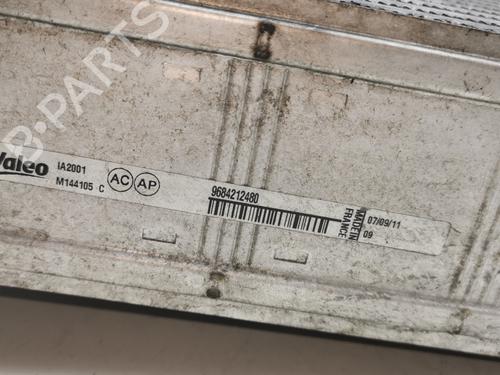 B-PARTS
Valeo
IA2001
M144105 C
AC AP
9684212480
MADE IN
FRANCE
07/09/11
09